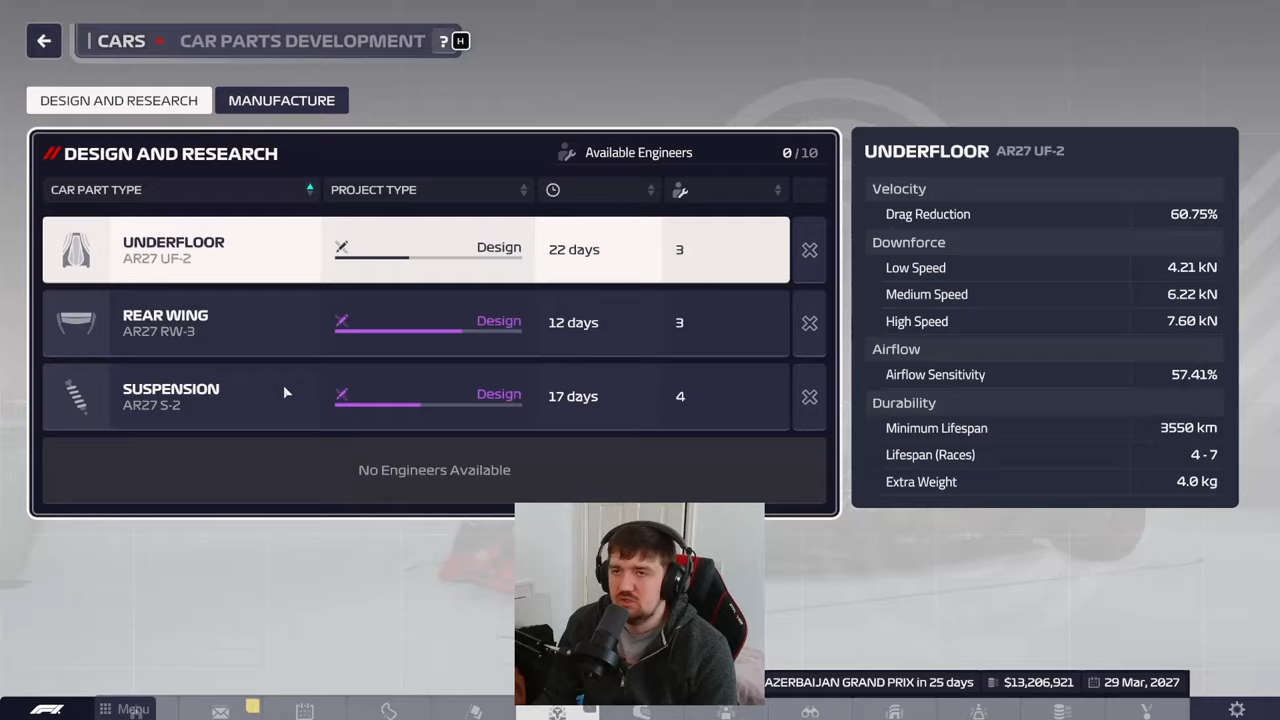 CARS CAR PARTS DEVELOPMENT ? H
DESIGN AND RESEARCH MANUFACTURE
DESIGN AND RESEARCH Available Engineers 0/10
CAR PART TYPE PROJECT TYPE
UNDERFLOOR
AR27 UF-2
Design 22 days 3
REAR WING
AR27 RW-3
Design 12 days 3
SUSPENSION
AR27 S-2
Design 17 days 4
No Engineers Available
UNDERFLOOR AR27 UF-2
Velocity
Drag Reduction 60.75%
Downforce
Low Speed 4.21 kN
Medium Speed 6.22 kN
High Speed 7.60 kN
Airflow
Airflow Sensitivity 57.41%
Durability
Minimum Lifespan 3550 km
Lifespan (Races) 4 - 7
Extra Weight 4.0 kg
AZERBAIJAN GRAND PRIX in 25 days $13,206,921 29 Mar, 2027
Menu